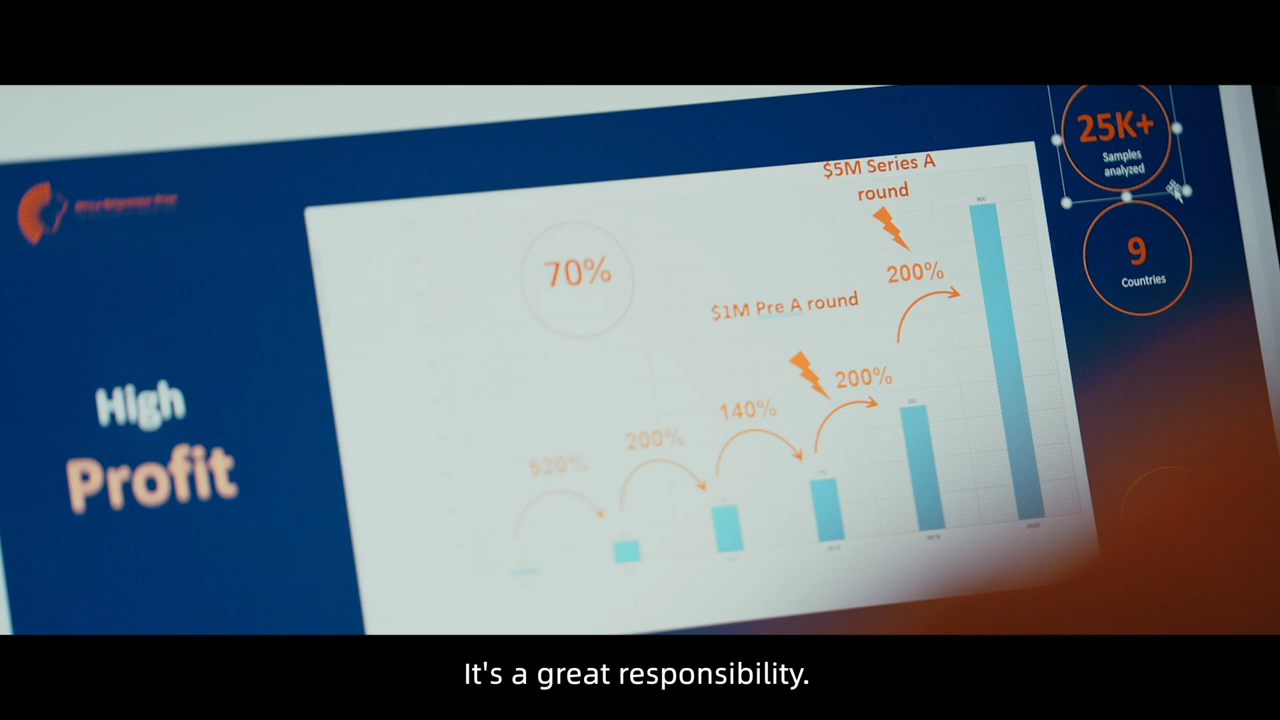 25K+
Samples
analyzed
9
Countries
$5M Series A
round
70%
200%
$1M Pre A round
200%
140%
200%
520%
High
Profit
It's a great responsibility.